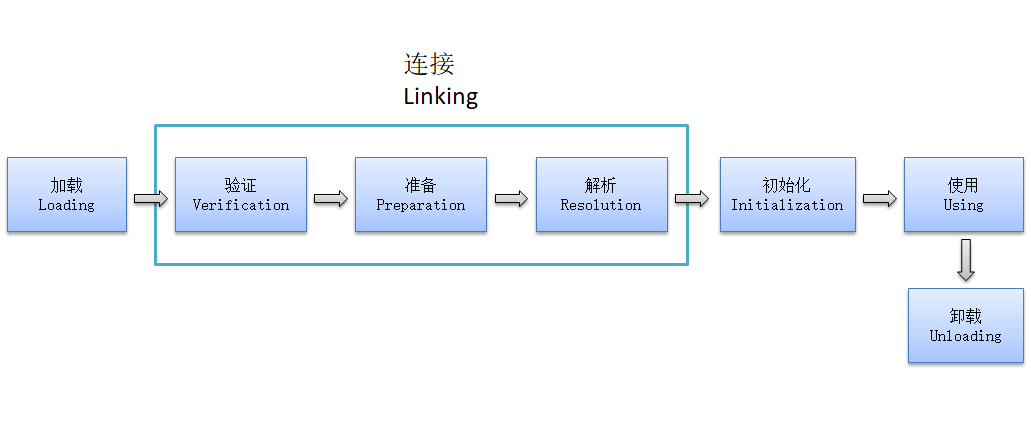 连接
Linking
加载
Loading
验证
Verification
准备
Preparation
解析
Resolution
初始化
Initialization
使用
Using
卸载
Unloading